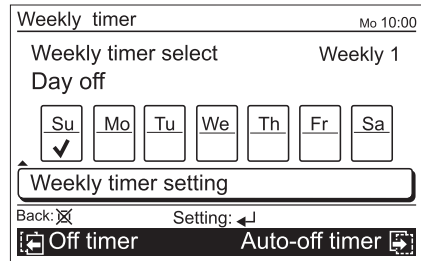 Weekly timer Mo 10:00
Weekly timer select Weekly 1
Day off
Su Mo Tu We Th Fr Sa
Weekly timer setting
Back: Setting:
Off timer Auto-off timer